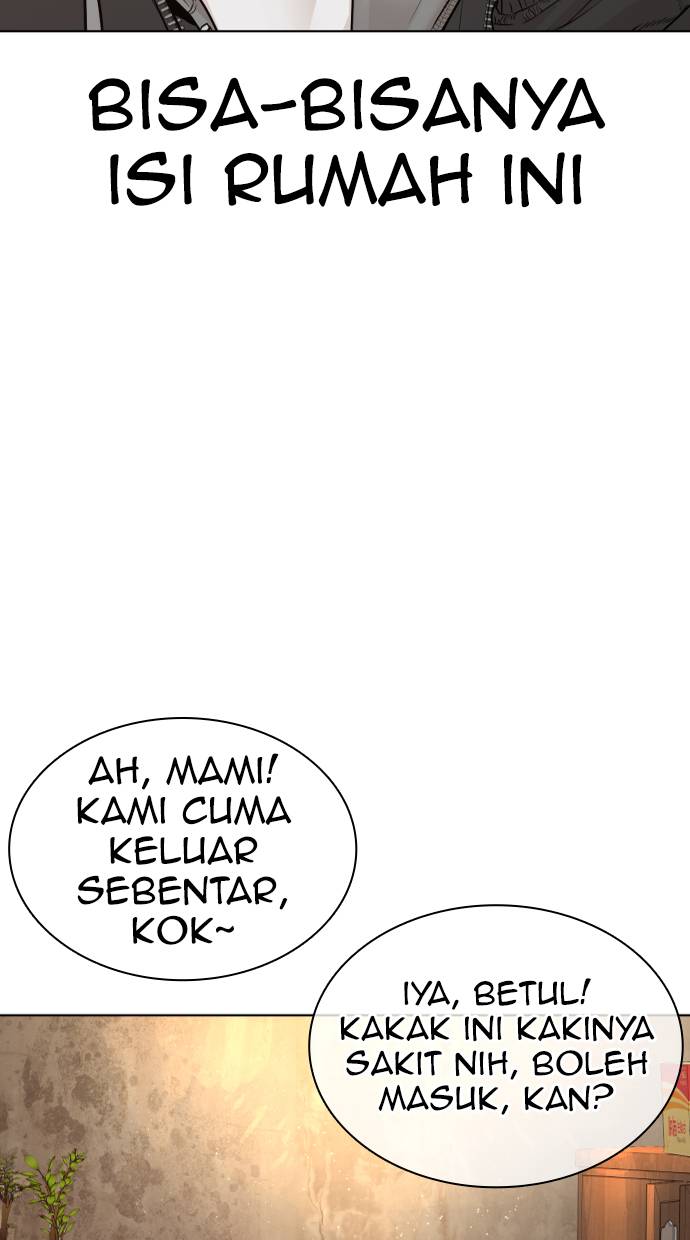 BISA-BISANYA
ISI RUMAH INI
AH, MAMI!
KAMI CUMA
KELUAR
SEBENTAR,
KOK~
IYA, BETUL!
KAKAK INI KAKINYA
SAKIT NIH, BOLEH
MASUK, KAN?